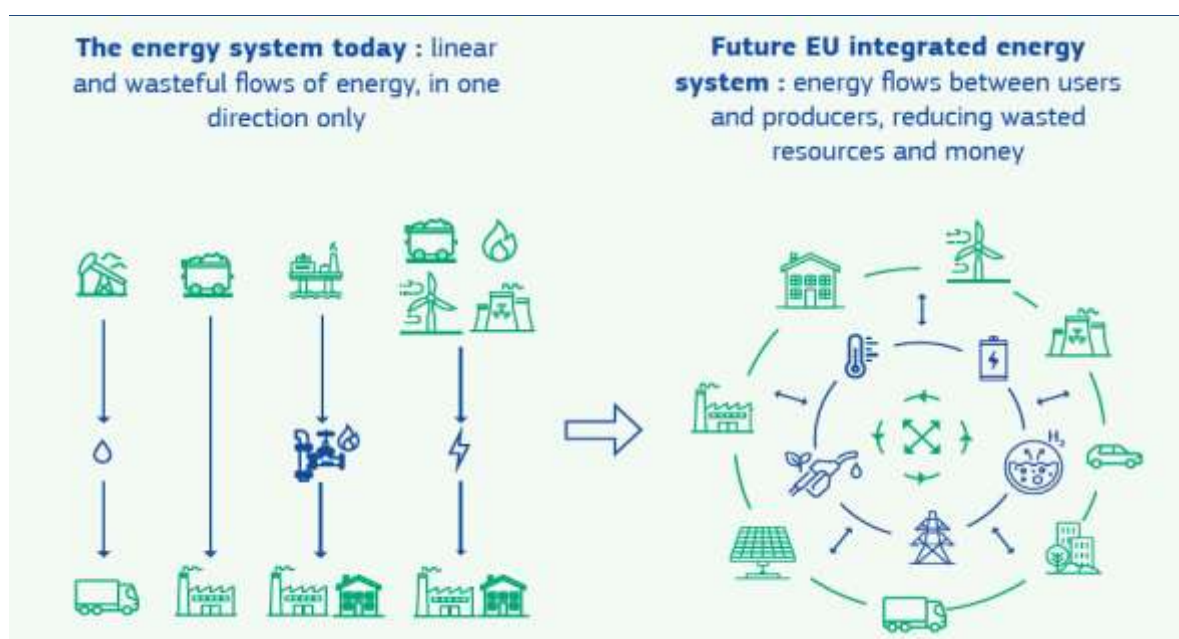 The energy system today : linear
and wasteful flows of energy, in one
direction only
Future EU integrated energy
system : energy flows between users
and producers, reducing wasted
resources and money
H₂